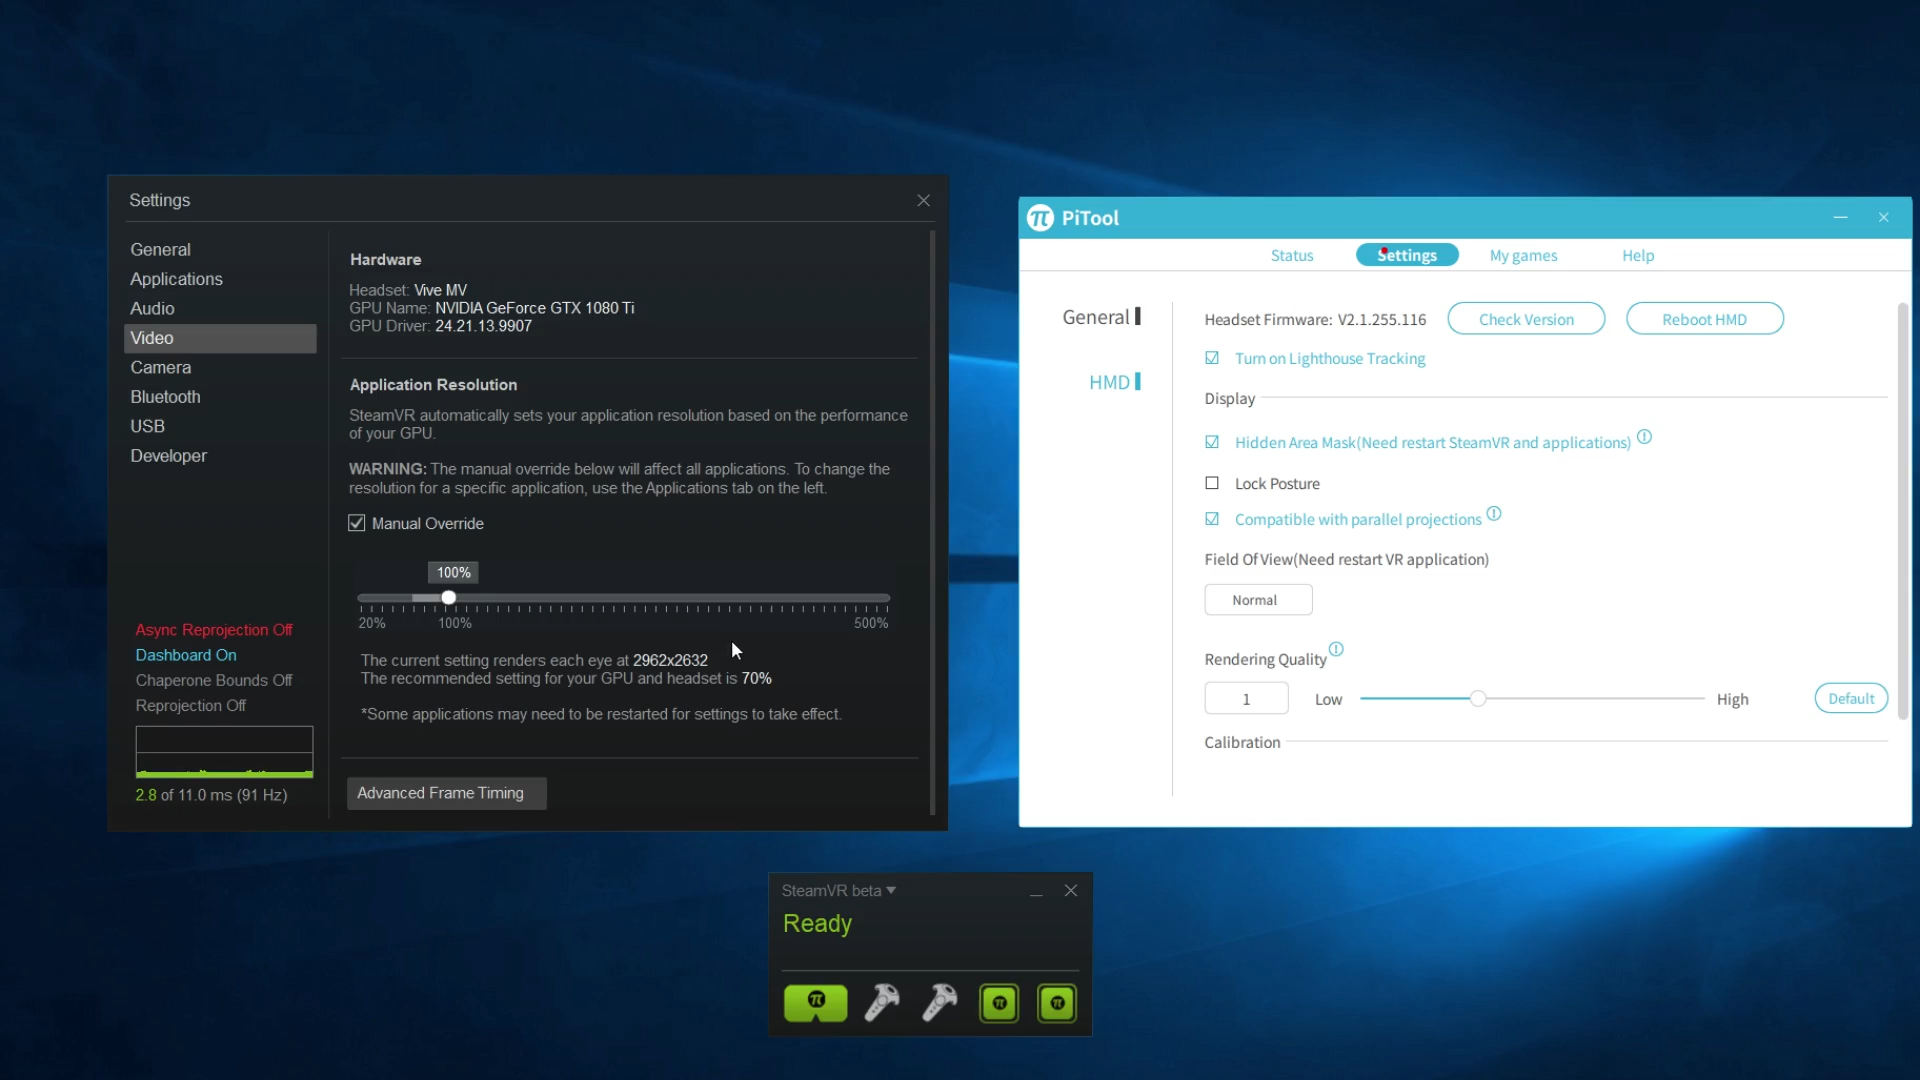 Settings
General
Applications
Audio
Video
Camera
Bluetooth
USB
Developer
Async Reprojection Off
Dashboard On
Chaperone Bounds Off
Reprojection Off
2.8 of 11.0 ms (91 Hz)
Hardware
Headset: Vive MV
GPU Name: NVIDIA GeForce GTX 1080 Ti
GPU Driver: 24.21.13.9907
Application Resolution
SteamVR automatically sets your application resolution based on the performance
of your GPU.
WARNING: The manual override below will affect all applications. To change the
resolution for a specific application, use the Applications tab on the left.
Manual Override
100%
20% 100% 500%
The current setting renders each eye at 2962x2632
The recommended setting for your GPU and headset is 70%
*Some applications may need to be restarted for settings to take effect.
Advanced Frame Timing
π PiTool
Status Settings My games Help
General
HMD
Headset Firmware: V2.1.255.116 Check Version Reboot HMD
Turn on Lighthouse Tracking
Display
Hidden Area Mask(Need restart SteamVR and applications)
Lock Posture
Compatible with parallel projections
Field Of View(Need restart VR application)
Normal
Rendering Quality
1 Low High Default
Calibration
SteamVR beta
Ready
π π π